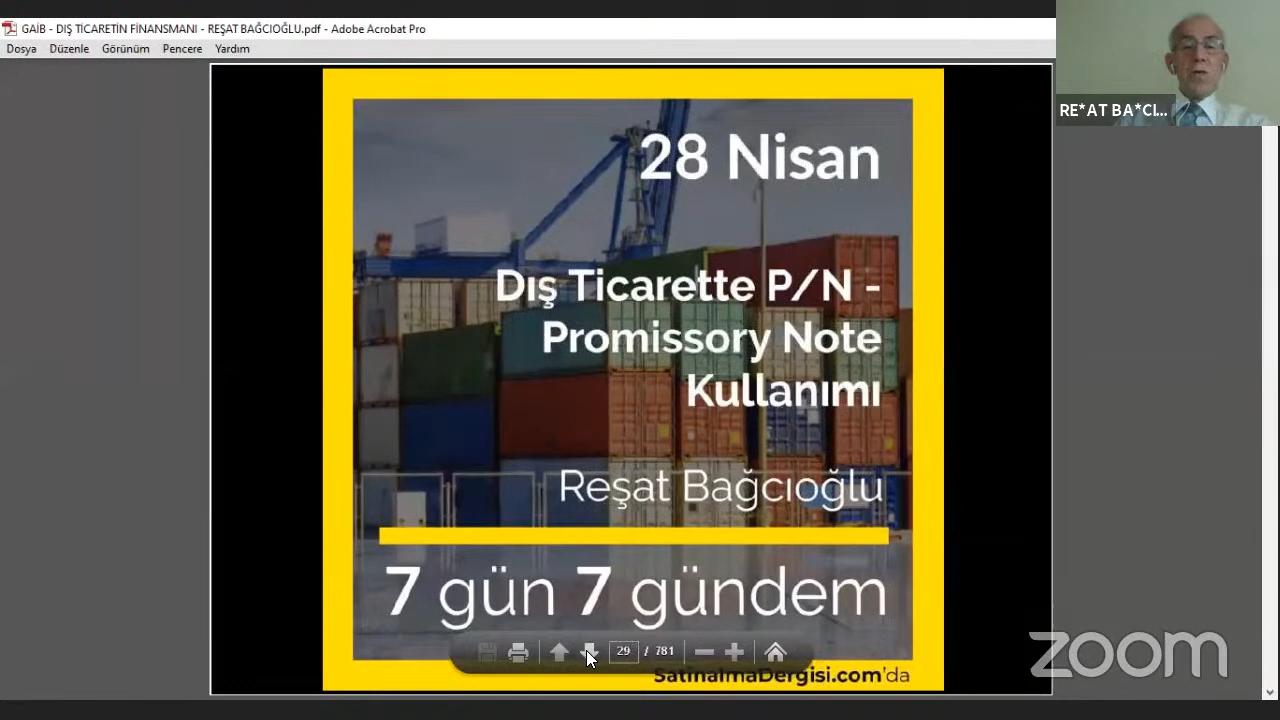 GAİB - DIŞ TİCARETİN FİNANSMANI - REŞAT BAĞCIOĞLU.pdf - Adobe Acrobat Pro
Dosya Düzenle Görünüm Pencere Yardım
RE*AT BA*CI...
28 Nisan
Dış Ticarette P/N -
Promissory Note
Kullanımı
Reşat Bağcıoğlu
7 gün 7 gündem
29 / 781
SatınalmaDergisi.com'da
zoom